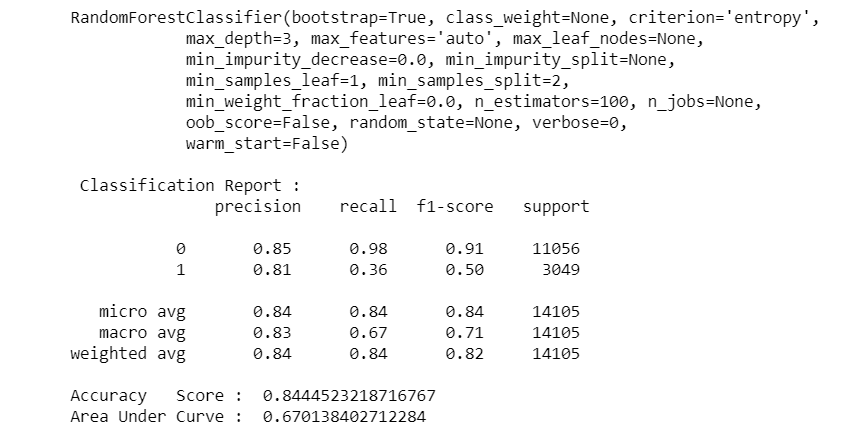 RandomForestClassifier(bootstrap=True, class_weight=None, criterion='entropy',
max_depth=3, max_features='auto', max_leaf_nodes=None,
min_impurity_decrease=0.0, min_impurity_split=None,
min_samples_leaf=1, min_samples_split=2,
min_weight_fraction_leaf=0.0, n_estimators=100, n_jobs=None,
oob_score=False, random_state=None, verbose=0,
warm_start=False)
Classification Report :
precision recall f1-score support
0 0.85 0.98 0.91 11056
1 0.81 0.36 0.50 3049
micro avg 0.84 0.84 0.84 14105
macro avg 0.83 0.67 0.71 14105
weighted avg 0.84 0.84 0.82 14105
Accuracy Score : 0.8444523218716767
Area Under Curve : 0.670138402712284